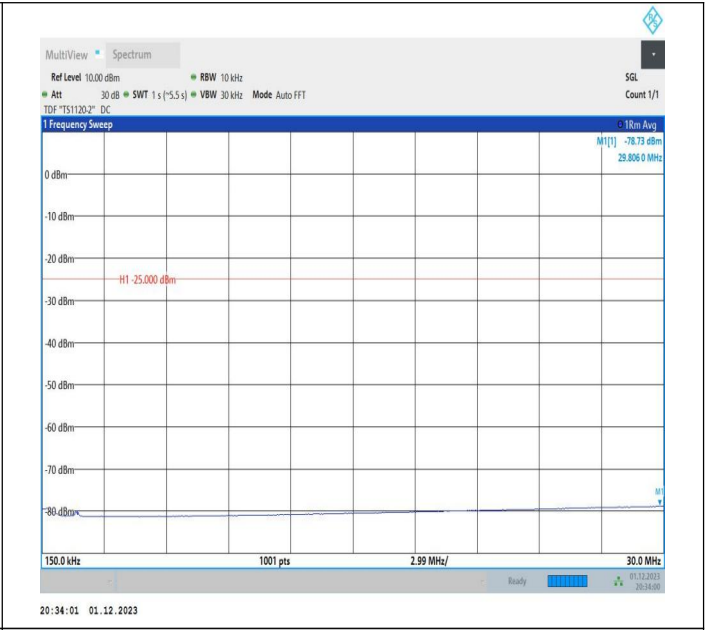 MultiView Spectrum
Ref Level 10.00 dBm RBW 10 kHz SGL
Att 30 dB SWT 1 s (~5.5 s) VBW 30 kHz Mode Auto FFT Count 1/1
TDF "TS1120-2" DC
1 Frequency Sweep 1Rm Avg
M1[1] -78.73 dBm
29.806 0 MHz
0 dBm
-10 dBm
-20 dBm
H1 -25.000 dBm
-30 dBm
-40 dBm
-50 dBm
-60 dBm
-70 dBm
M1
-80 dBm
150.0 kHz 1001 pts 2.99 MHz/ 30.0 MHz
Ready 01.12.2023
20:34:00
20:34:01 01.12.2023